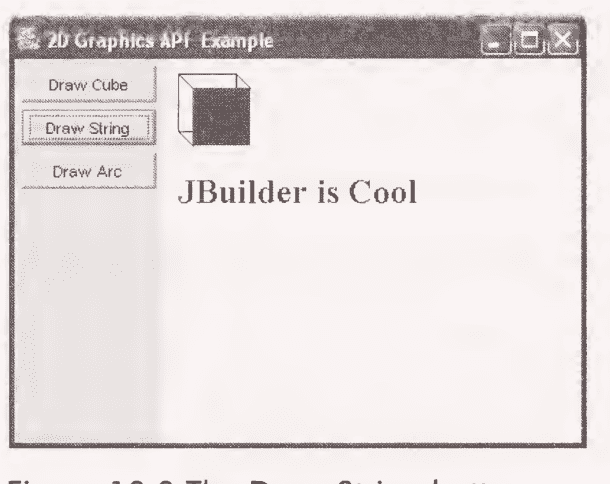 2D Graphics API Example
Draw Cube
Draw String
Draw Arc
JBuilder is Cool